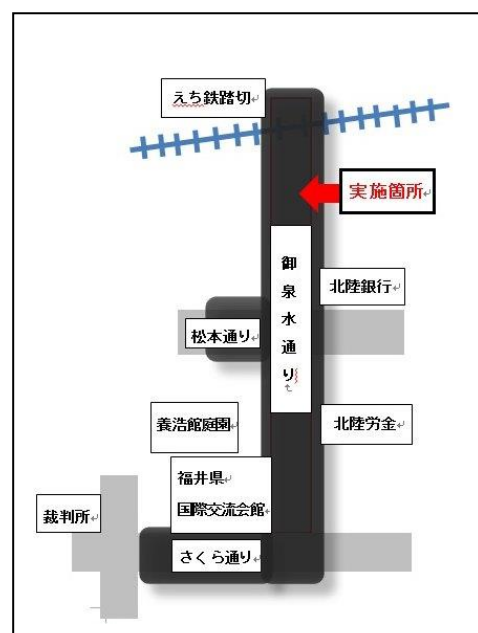 えち鉄踏切
実施箇所
御泉水通り
北陸銀行
松本通り
養浩館庭園
北陸労金
福井県
国際交流会館
裁判所
さくら通り